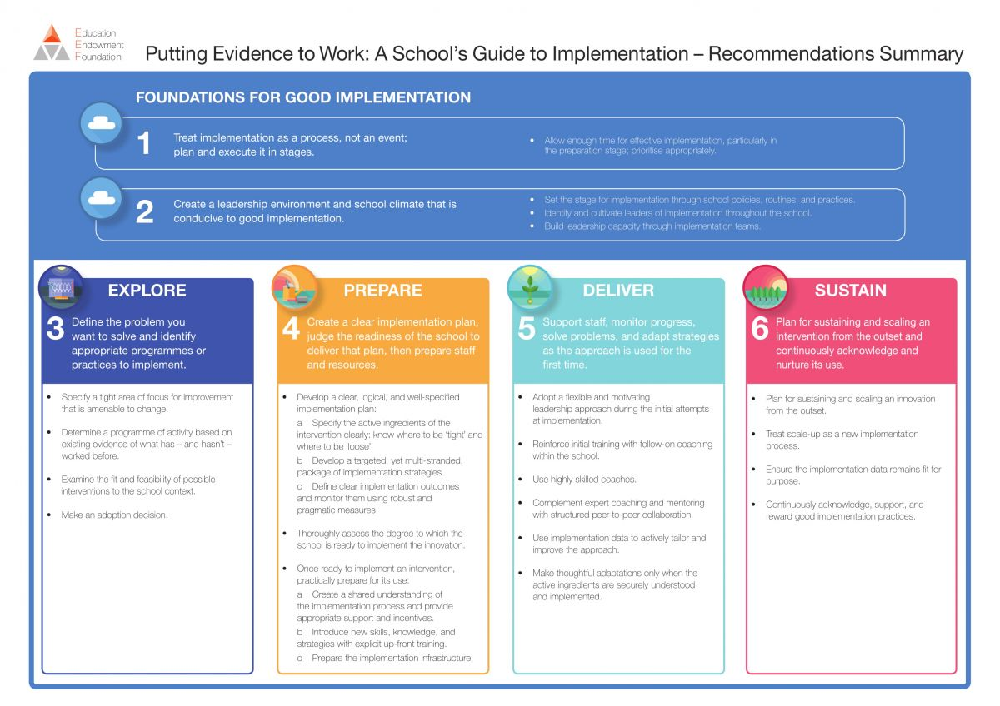 Education
Endowment
Foundation
Putting Evidence to Work: A School's Guide to Implementation – Recommendations Summary
FOUNDATIONS FOR GOOD IMPLEMENTATION
1
Treat implementation as a process, not an event;
plan and execute it in stages.
• Allow enough time for effective implementation, particularly in
the preparation stage; prioritise appropriately.
2
Create a leadership environment and school climate that is
conducive to good implementation.
• Set the stage for implementation through school policies, routines, and practices.
• Identify and cultivate leaders of implementation throughout the school.
• Build leadership capacity through implementation teams.
EXPLORE
3
Define the problem you
want to solve and identify
appropriate programmes or
practices to implement.
• Specify a tight area of focus for improvement
that is amenable to change.
• Determine a programme of activity based on
existing evidence of what has – and hasn't –
worked before.
• Examine the fit and feasibility of possible
interventions to the school context.
• Make an adoption decision.
PREPARE
4
Create a clear implementation plan,
judge the readiness of the school to
deliver that plan, then prepare staff
and resources.
• Develop a clear, logical, and well-specified
implementation plan:
a Specify the active ingredients of the
intervention clearly: know where to be 'tight' and
where to be 'loose'.
b Develop a targeted, yet multi-stranded,
package of implementation strategies.
c Define clear implementation outcomes
and monitor them using robust and
pragmatic measures.
• Thoroughly assess the degree to which the
school is ready to implement the innovation.
• Once ready to implement an intervention,
practically prepare for its use:
a Create a shared understanding of
the implementation process and provide
appropriate support and incentives.
b Introduce new skills, knowledge, and
strategies with explicit up-front training.
c Prepare the implementation infrastructure.
DELIVER
5
Support staff, monitor progress,
solve problems, and adapt strategies
as the approach is used for the
first time.
• Adopt a flexible and motivating
leadership approach during the initial attempts
at implementation.
• Reinforce initial training with follow-on coaching
within the school.
• Use highly skilled coaches.
• Complement expert coaching and mentoring
with structured peer-to-peer collaboration.
• Use implementation data to actively tailor and
improve the approach.
• Make thoughtful adaptations only when the
active ingredients are securely understood
and implemented.
SUSTAIN
6
Plan for sustaining and scaling an
intervention from the outset and
continuously acknowledge and
nurture its use.
• Plan for sustaining and scaling an innovation
from the outset.
• Treat scale-up as a new implementation
process.
• Ensure the implementation data remains fit for
purpose.
• Continuously acknowledge, support, and
reward good implementation practices.